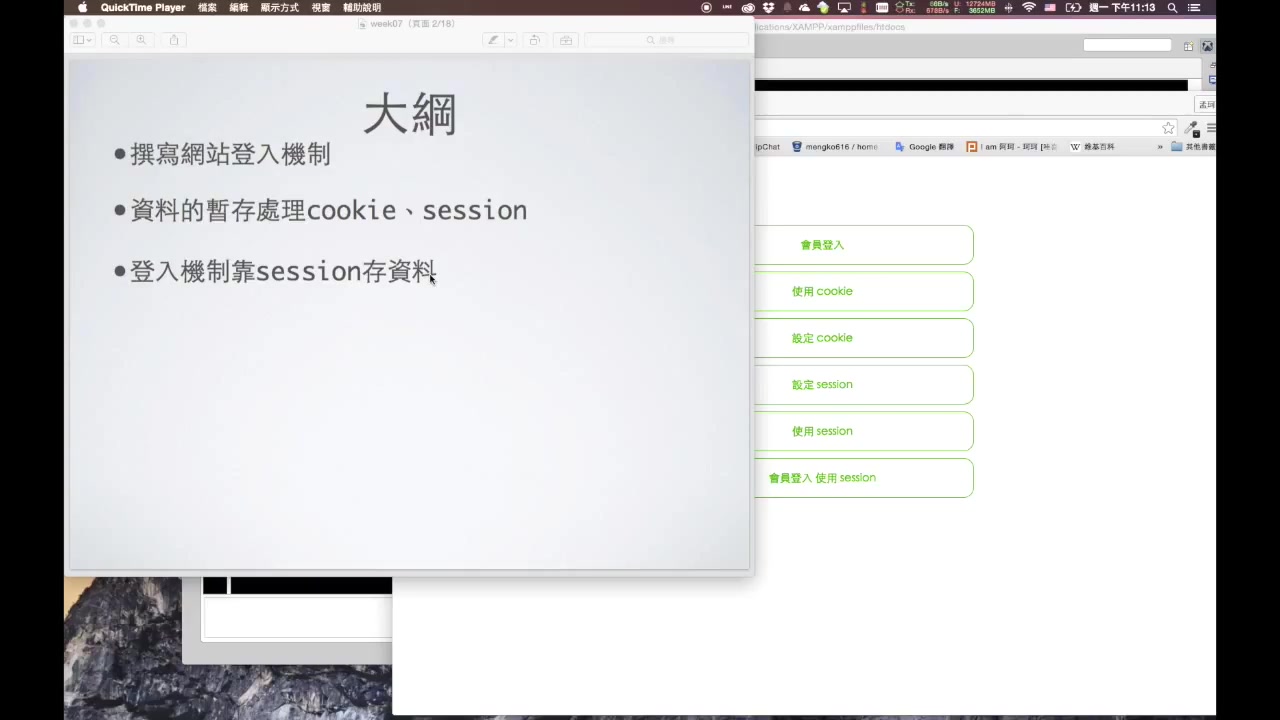 QuickTime Player 檔案 編輯 顯示方式 視窗 輔助說明
週一 下午11:13
week07 (頁面 2/18)
搜尋
lications/XAMPP/xamppfiles/htdocs
大綱
•撰寫網站登入機制
•資料的暫存處理cookie、session
•登入機制靠session存資料
ipChat mengko616 / home Google 翻譯 I am 阿珂 - 珂珂 維基百科 » 其他書籤
會員登入
使用 cookie
設定 cookie
設定 session
使用 session
會員登入 使用 session